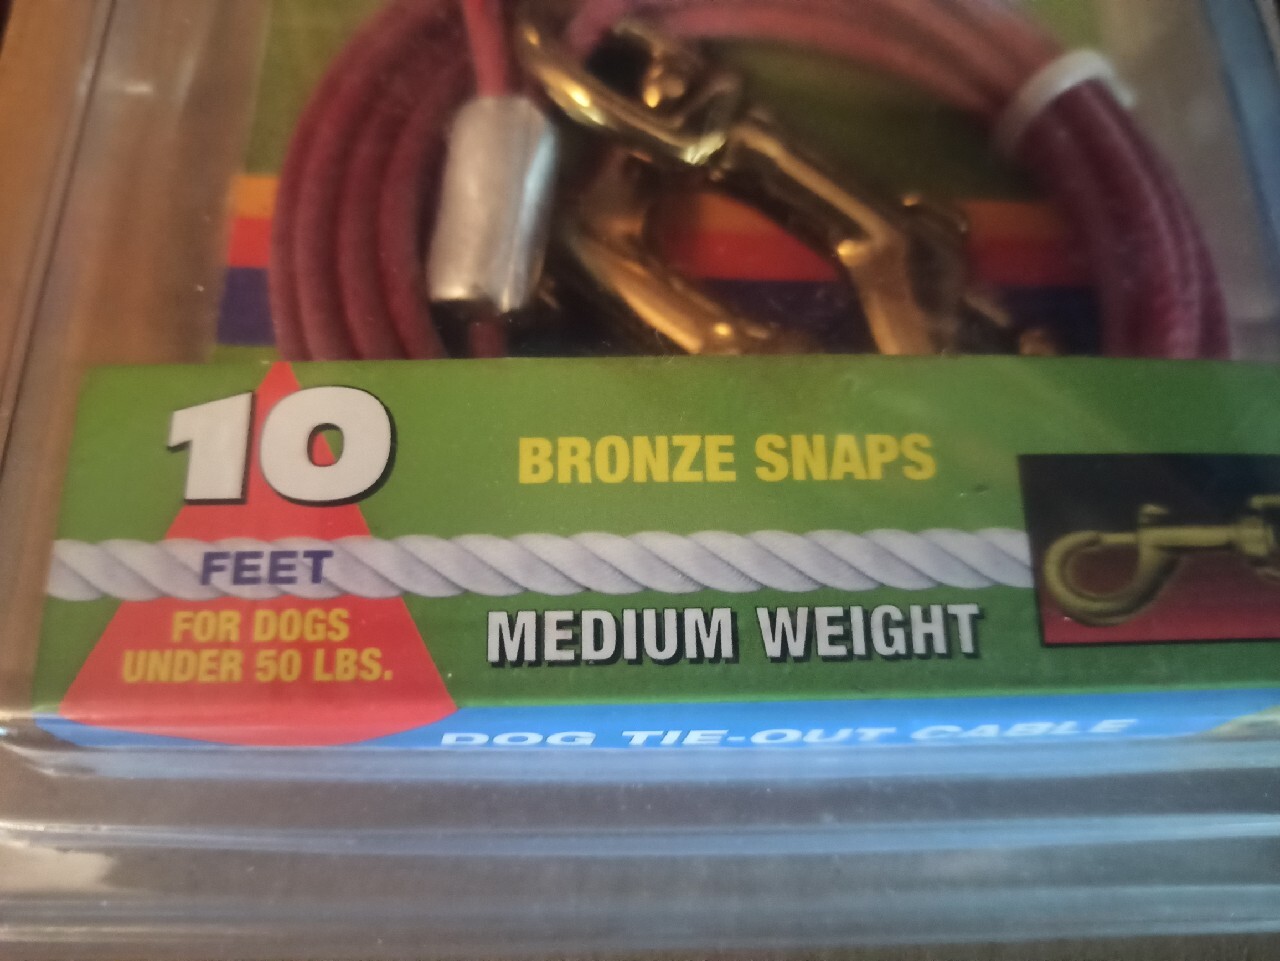 10
FEET
FOR DOGS
UNDER 50 LBS.
BRONZE SNAPS
MEDIUM WEIGHT
DOG TIE-OUT CABLE